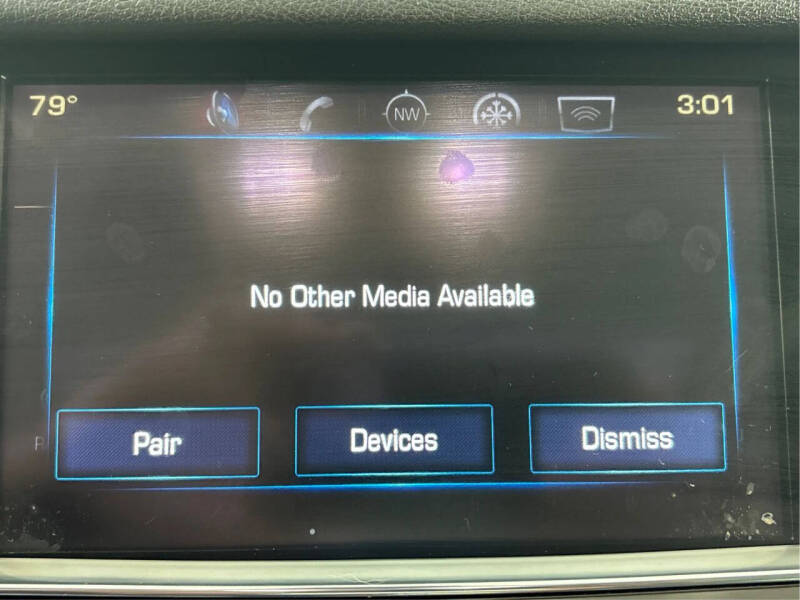 79° NW 3:01
No Other Media Available
Pair Devices Dismiss